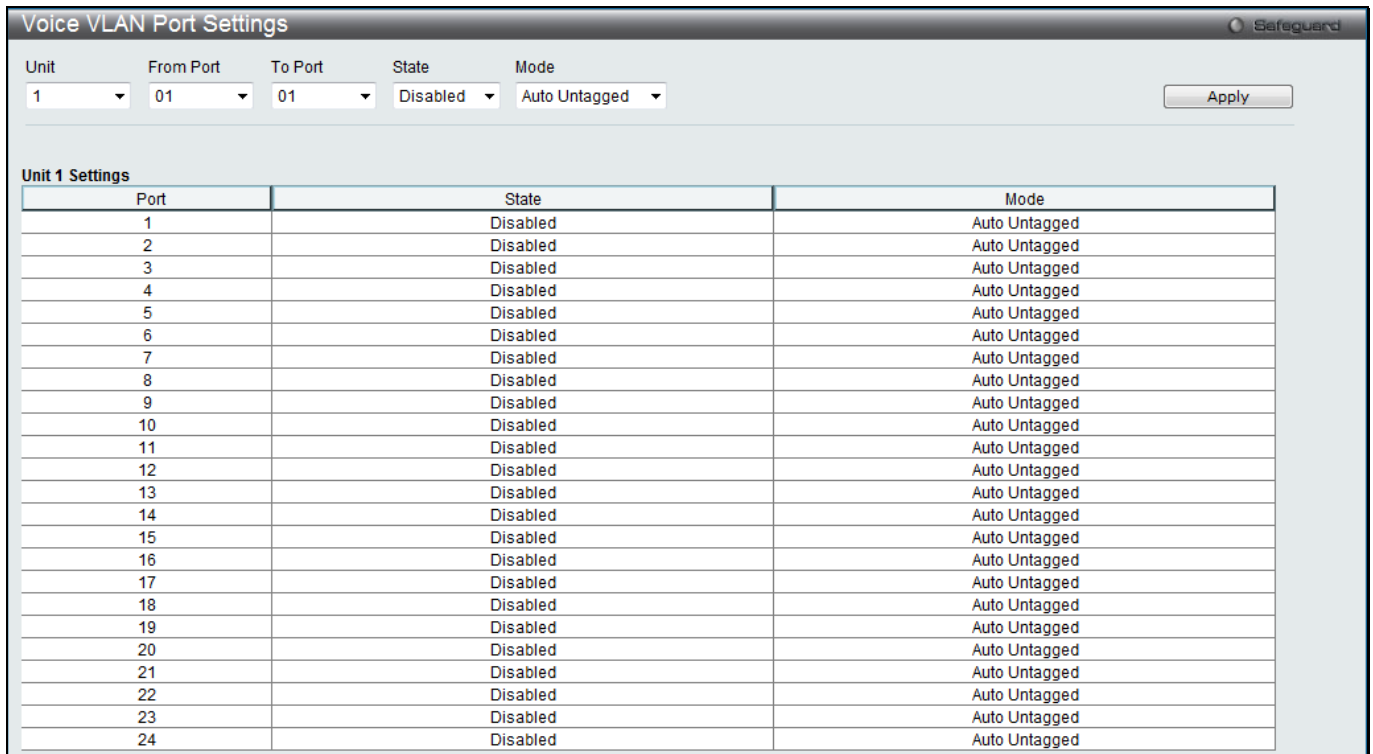 Voice VLAN Port Settings
Safeguard
Unit From Port To Port State Mode
1 01 01 Disabled Auto Untagged Apply
Unit 1 Settings
Port State Mode
1 Disabled Auto Untagged
2 Disabled Auto Untagged
3 Disabled Auto Untagged
4 Disabled Auto Untagged
5 Disabled Auto Untagged
6 Disabled Auto Untagged
7 Disabled Auto Untagged
8 Disabled Auto Untagged
9 Disabled Auto Untagged
10 Disabled Auto Untagged
11 Disabled Auto Untagged
12 Disabled Auto Untagged
13 Disabled Auto Untagged
14 Disabled Auto Untagged
15 Disabled Auto Untagged
16 Disabled Auto Untagged
17 Disabled Auto Untagged
18 Disabled Auto Untagged
19 Disabled Auto Untagged
20 Disabled Auto Untagged
21 Disabled Auto Untagged
22 Disabled Auto Untagged
23 Disabled Auto Untagged
24 Disabled Auto Untagged